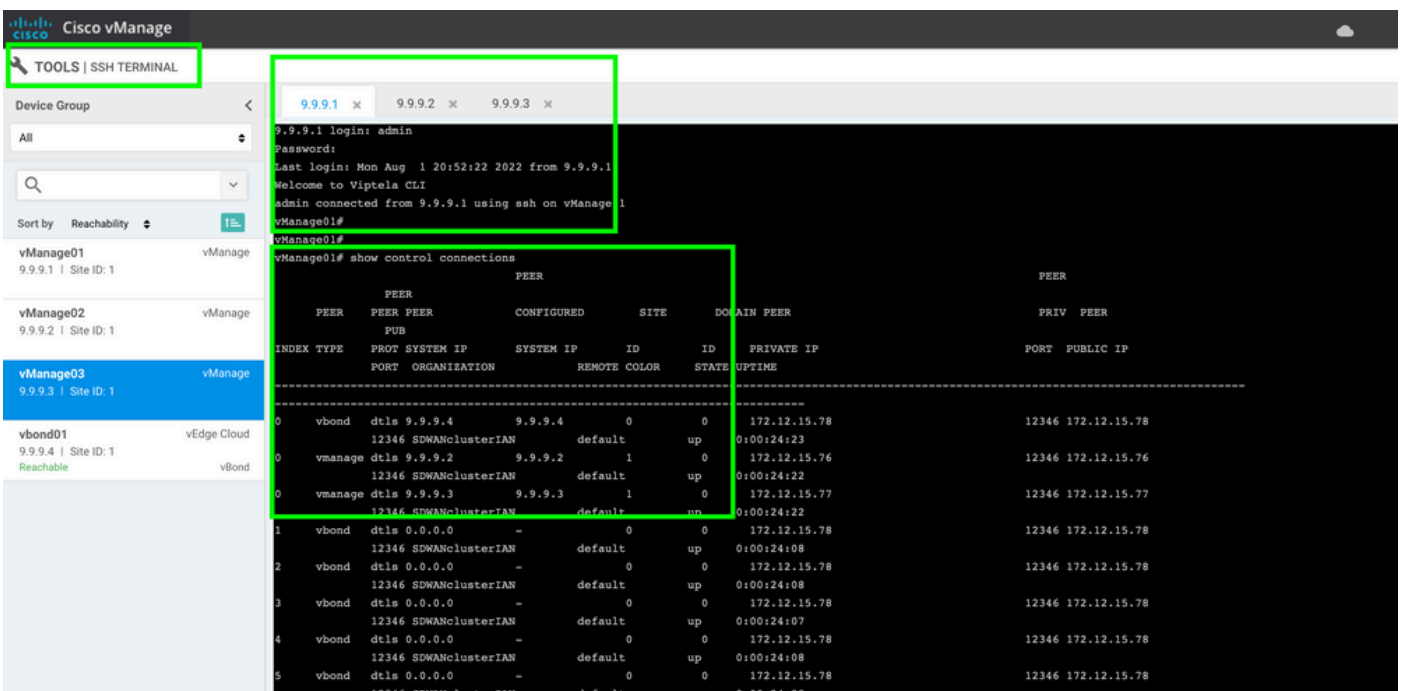 cisco Cisco vManage
TOOLS | SSH TERMINAL
Device Group
All
Sort by Reachability
vManage01 vManage
9.9.9.1 | Site ID: 1
vManage02 vManage
9.9.9.2 | Site ID: 1
vManage03 vManage
9.9.9.3 | Site ID: 1
vbond01 vEdge Cloud
9.9.9.4 | Site ID: 1
Reachable vBond
9.9.9.1 × 9.9.9.2 × 9.9.9.3 ×
9.9.9.1 login: admin
Password:
Last login: Mon Aug 1 20:52:22 2022 from 9.9.9.1
Welcome to Viptela CLI
admin connected from 9.9.9.1 using ssh on vManage 1
vManage01#
vManage01#
vManage01# show control connections
PEER PEER
PEER
PEER PEER PEER CONFIGURED SITE DOMAIN PEER PRIV PEER
PUB
INDEX TYPE PROT SYSTEM IP SYSTEM IP ID ID PRIVATE IP PORT PUBLIC IP
PORT ORGANIZATION REMOTE COLOR STATE UPTIME
-----------------------------------------------------------------------------------------------------------------------------------------------------------------
----------------------------------------------------------------------------------------
0 vbond dtls 9.9.9.4 9.9.9.4 0 0 172.12.15.78 12346 172.12.15.78
12346 SDWANclusterIAN default up 0:00:24:23
0 vmanage dtls 9.9.9.2 9.9.9.2 1 0 172.12.15.76 12346 172.12.15.76
12346 SDWANclusterIAN default up 0:00:24:22
0 vmanage dtls 9.9.9.3 9.9.9.3 1 0 172.12.15.77 12346 172.12.15.77
12346 SDWANclusterIAN default up 0:00:24:22
1 vbond dtls 0.0.0.0 - 0 0 172.12.15.78 12346 172.12.15.78
12346 SDWANclusterIAN default up 0:00:24:08
2 vbond dtls 0.0.0.0 - 0 0 172.12.15.78 12346 172.12.15.78
12346 SDWANclusterIAN default up 0:00:24:08
3 vbond dtls 0.0.0.0 - 0 0 172.12.15.78 12346 172.12.15.78
12346 SDWANclusterIAN default up 0:00:24:07
4 vbond dtls 0.0.0.0 - 0 0 172.12.15.78 12346 172.12.15.78
12346 SDWANclusterIAN default up 0:00:24:08
5 vbond dtls 0.0.0.0 - 0 0 172.12.15.78 12346 172.12.15.78